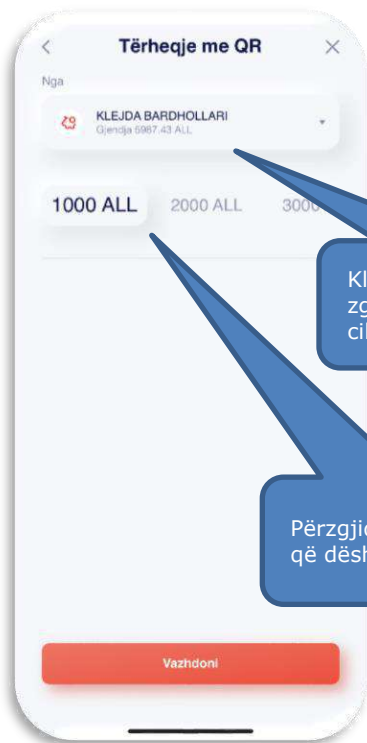 Tërheqje me QR
Nga
KLEJDA BARDHOLLARI
Gjendja 5987.43 ALL
1000 ALL 2000 ALL
Vazhdoni